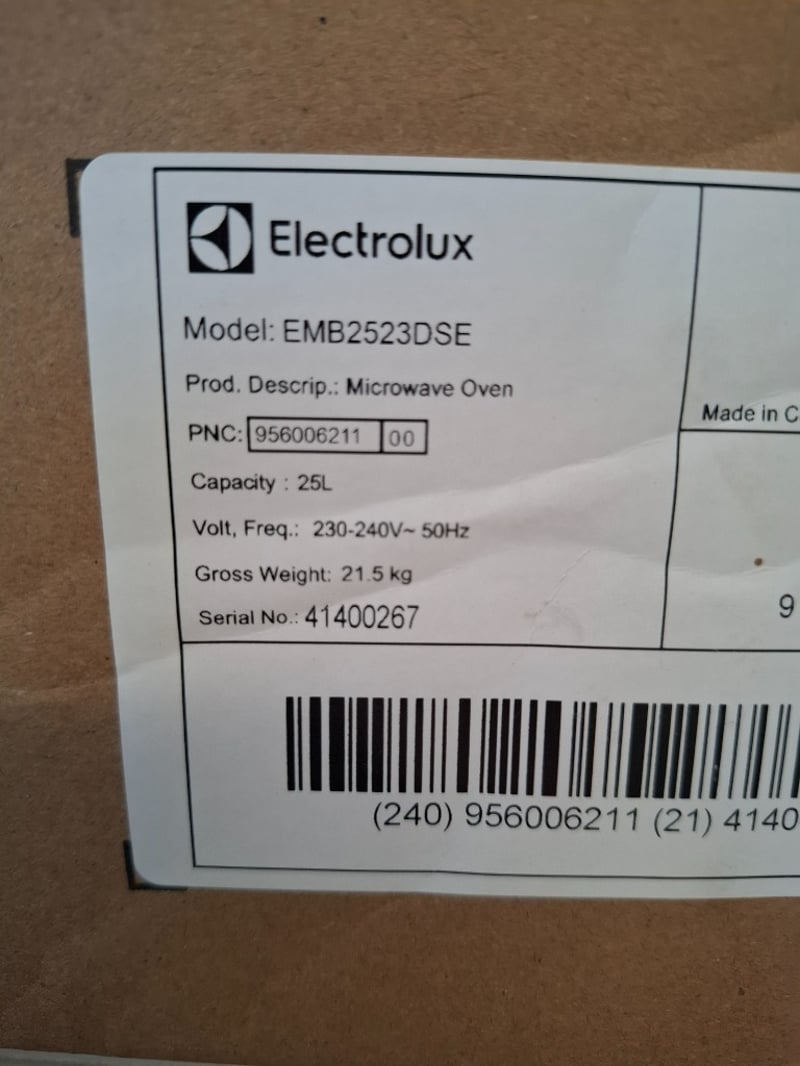 Electrolux
Model: EMB2523DSE
Prod. Descrip.: Microwave Oven
PNC: 956006211 00
Capacity : 25L
Volt, Freq.: 230-240V~ 50Hz
Gross Weight: 21.5 kg
Serial No.: 41400267
Made in C
9
(240) 956006211 (21) 4140